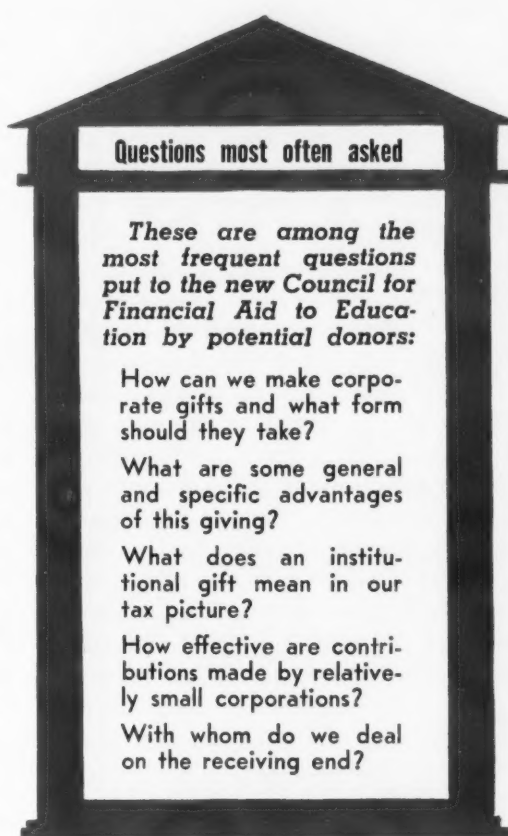 Questions most often asked
These are among the
most frequent questions
put to the new Council for
Financial Aid to Educa-
tion by potential donors:
How can we make corpo-
rate gifts and what form
should they take?
What are some general
and specific advantages
of this giving?
What does an institu-
tional gift mean in our
tax picture?
How effective are contri-
butions made by relative-
ly small corporations?
With whom do we deal
on the receiving end?